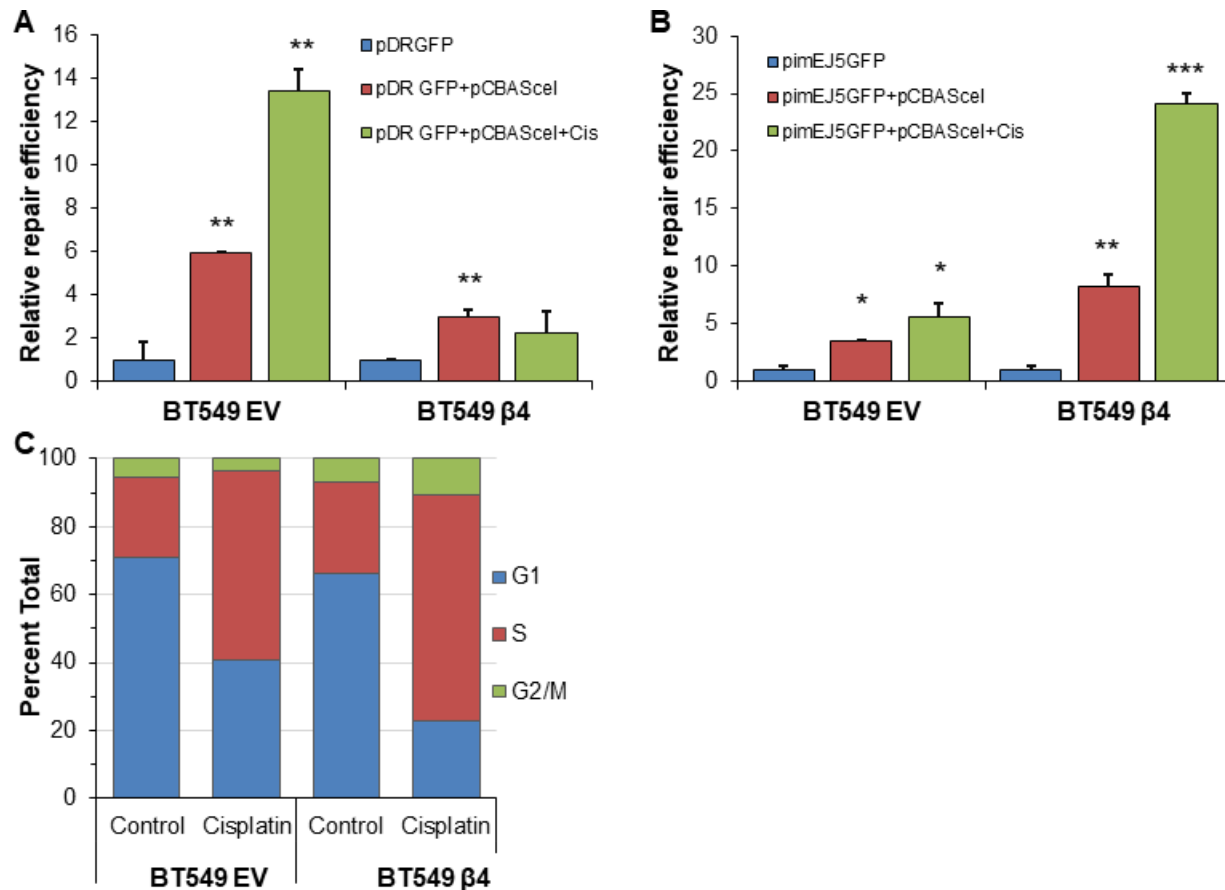 A
Relative repair efficiency
16
14
12
10
8
6
4
2
0
**
**
**
pDRGFP
pDR GFP+pCBASceI
pDR GFP+pCBASceI+Cis
BT549 EV
BT549 β4
B
Relative repair efficiency
30
25
20
15
10
5
0
*
*
**
***
pimEJ5GFP
pimEJ5GFP+pCBASceI
pimEJ5GFP+pCBASceI+Cis
BT549 EV
BT549 β4
C
Percent Total
100
80
60
40
20
0
G1
S
G2/M
Control Cisplatin Control Cisplatin
BT549 EV
BT549 β4